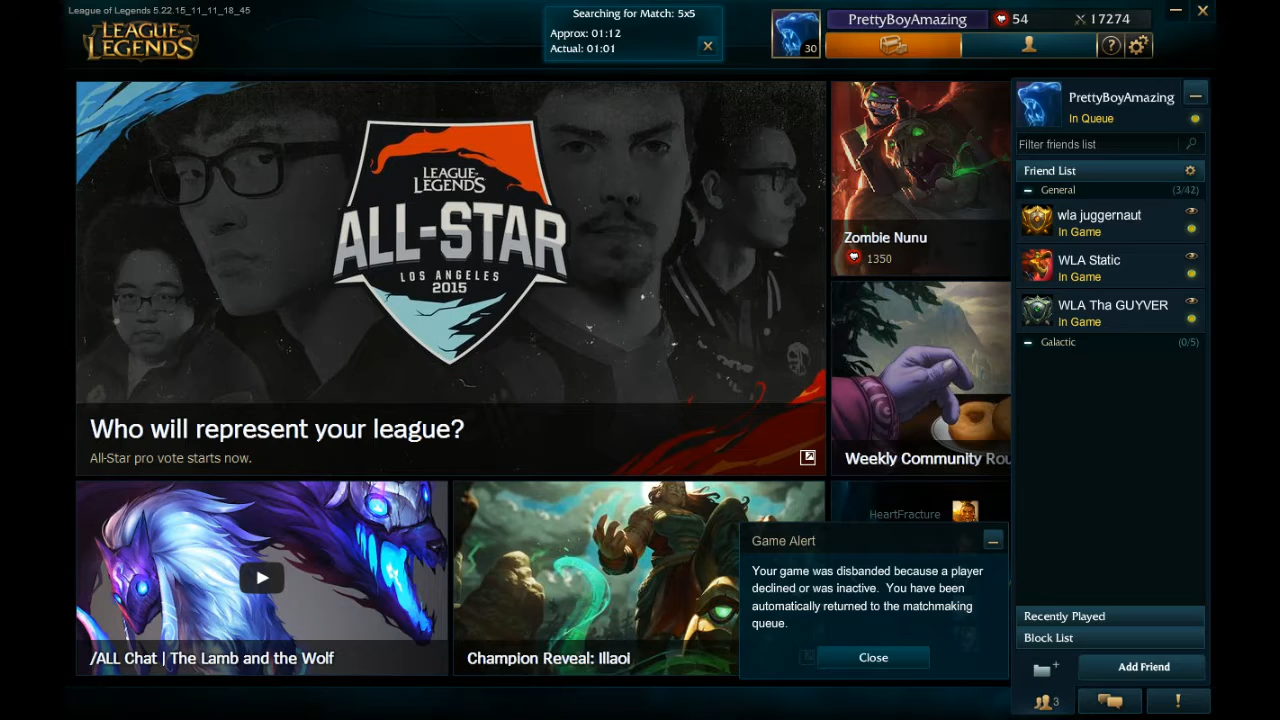 League of Legends 5.22.15_11_11_18_45
LEAGUE OF LEGENDS
Searching for Match: 5x5
Approx: 01:12
Actual: 01:01
30
PrettyBoyAmazing
54
17274
?
LEAGUE OF LEGENDS
ALL-STAR
LOS ANGELES
2015
Who will represent your league?
All-Star pro vote starts now.
Zombie Nunu
1350
Weekly Community Rou
/ALL Chat | The Lamb and the Wolf
Champion Reveal: Illaoi
HeartFracture
Game Alert
Your game was disbanded because a player
declined or was inactive. You have been
automatically returned to the matchmaking
queue.
Close
PrettyBoyAmazing
In Queue
Filter friends list
Friend List
General (3/42)
wla juggernaut
In Game
WLA Static
In Game
WLA Tha GUYVER
In Game
Galactic (0/5)
Recently Played
Block List
Add Friend
3
!